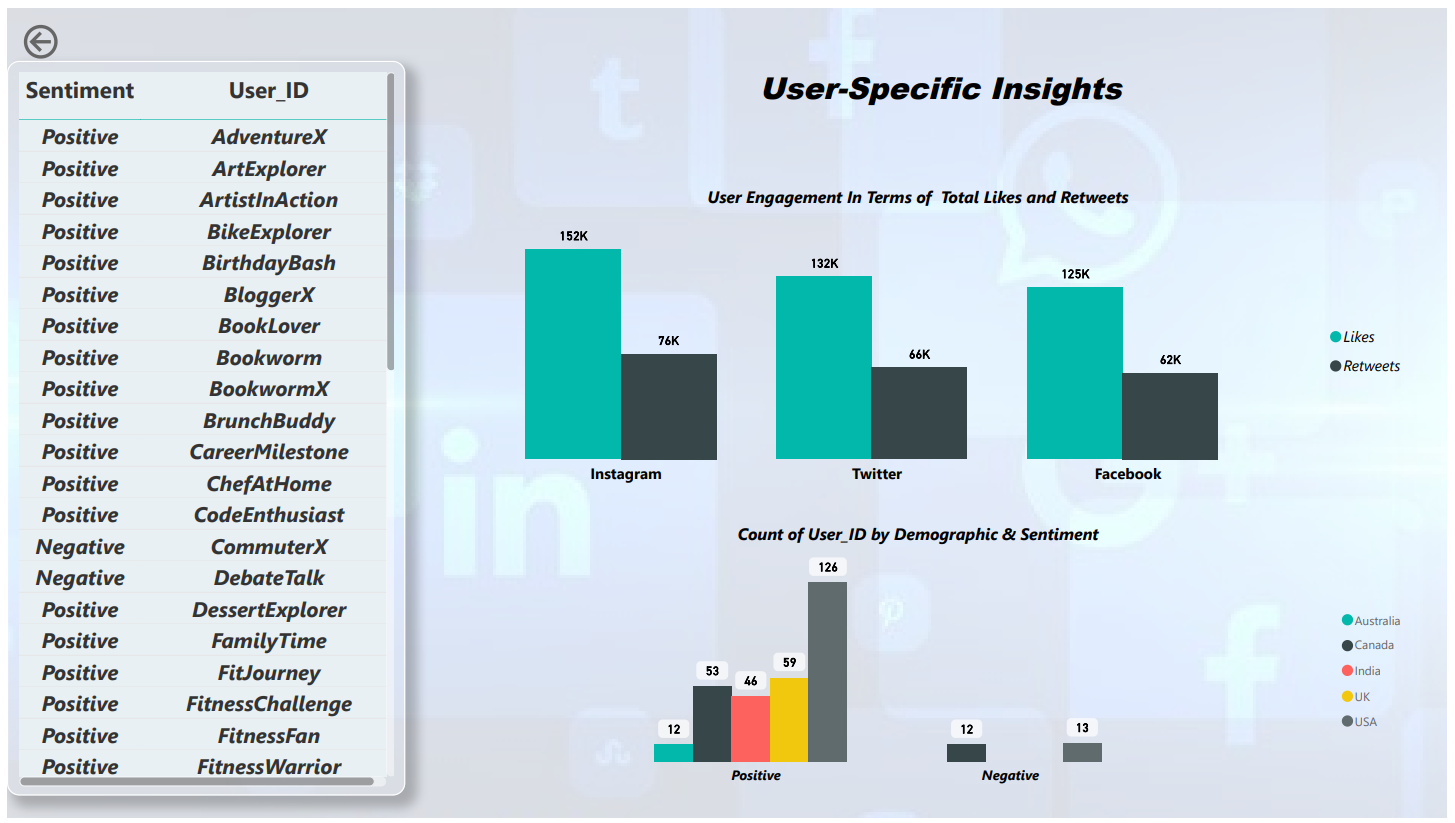 User-Specific Insights
Sentiment User_ID
Positive AdventureX
Positive ArtExplorer
Positive ArtistInAction
Positive BikeExplorer
Positive BirthdayBash
Positive BloggerX
Positive BookLover
Positive Bookworm
Positive BookwormX
Positive BrunchBuddy
Positive CareerMilestone
Positive ChefAtHome
Positive CodeEnthusiast
Negative CommuterX
Negative DebateTalk
Positive DessertExplorer
Positive FamilyTime
Positive FitJourney
Positive FitnessChallenge
Positive FitnessFan
Positive FitnessWarrior
User Engagement In Terms of Total Likes and Retweets
152K
76K
132K
66K
125K
62K
Instagram Twitter Facebook
Likes
Retweets
Count of User_ID by Demographic & Sentiment
12
53
46
59
126
12
13
Positive Negative
Australia
Canada
India
UK
USA
t
f
in
f